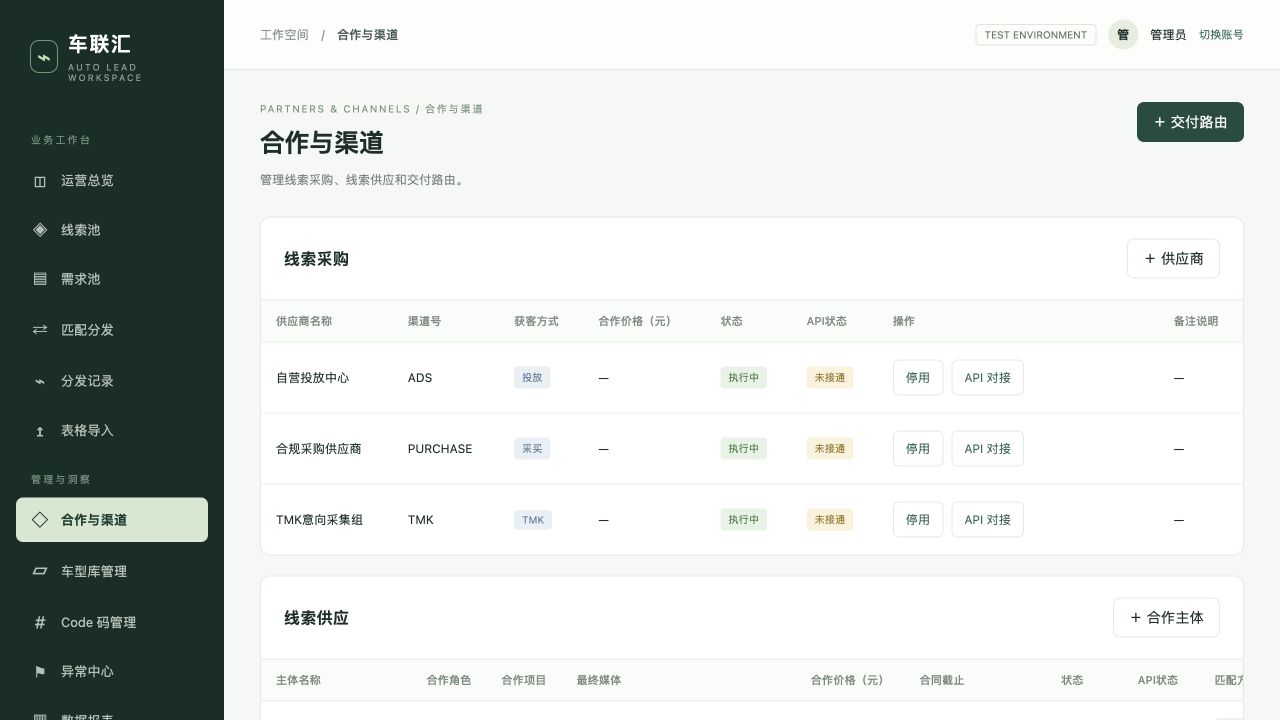 车联汇
AUTO LEAD
WORKSPACE
业务工作台
运营总览
线索池
需求池
匹配分发
分发记录
表格导入
管理与洞察
合作与渠道
车型库管理
# Code 码管理
异常中心
数据报表
工作空间 / 合作与渠道
TEST ENVIRONMENT 管 管理员 切换账号
PARTNERS & CHANNELS / 合作与渠道
合作与渠道
+ 交付路由
管理线索采购、线索供应和交付路由。
线索采购 + 供应商
供应商名称 渠道号 获客方式 合作价格（元） 状态 API状态 操作 备注说明
自营投放中心 ADS 投放 — 执行中 未接通 停用 API 对接 —
合规采购供应商 PURCHASE 采买 — 执行中 未接通 停用 API 对接 —
TMK意向采集组 TMK TMK — 执行中 未接通 停用 API 对接 —
线索供应 + 合作主体
主体名称 合作角色 合作项目 最终媒体 合作价格（元） 合同截止 状态 API状态 匹配方